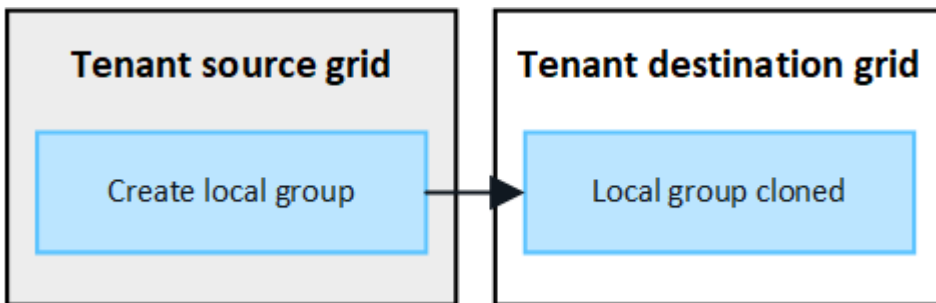 Tenant source grid
Create local group
Tenant destination grid
Local group cloned